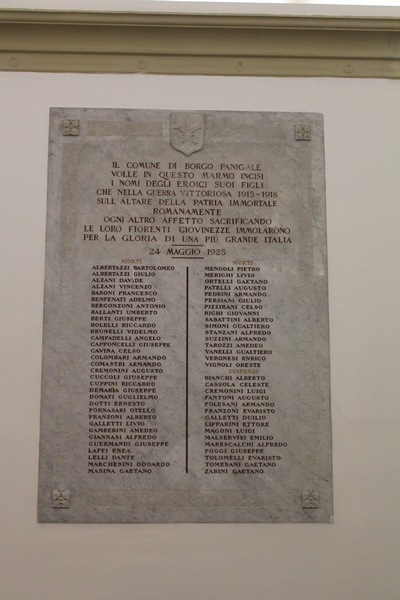 IL COMUNE DI BORGO PANIGALE
VOLLE IN QUESTO MARMO INCISI
I NOMI DEGLI EROICI SUOI FIGLI
CHE NELLA GUERRA VITTORIOSA 1915-1918
SULL'ALTARE DELLA PATRIA IMMORTALE
ROMANAMENTE
OGNI ALTRO AFFETTO SACRIFICANDO
LE LORO FIORENTI GIOVINEZZE IMMOLARONO
PER LA GLORIA DI UNA PIÙ GRANDE ITALIA
24 MAGGIO 1925
MORTI
ALBERTAZZI BARTOLOMEO
ALBERTAZZI GIULIO
ALZANI DAVIDE
ALZANI VINCENZO
BARONI FRANCESCO
BENFENATI ADELMO
BERGONZONI ANTONIO
BALLANTI UMBERTO
BERTI GIUSEPPE
BOLELLI RICCARDO
BRUNELLI VIDELMO
CAMPADELLI ANGELO
CAPPONCELLI GIUSEPPE
GAVINA CELSO
COLOMBARI ARMANDO
COMASTRI ARMANDO
CREMONINI AUGUSTO
CUCCOLI GIUSEPPE
CUPPINI RICCARDO
DEMARIA GIUSEPPE
DONATI GUGLIELMO
DOTTI ERNESTO
FORNASARI OTELLO
FRANZONI ALBERTO
GALLETTI LIVIO
GAMBERINI AMEDEO
GIANNASI ALFREDO
GUERMANDI GIUSEPPE
LAFFI ENEA
LELLI DANTE
MARCHESINI ODOARDO
MASINA GAETANO
MORTI
MENGOLI PIETRO
MERIGHI LIVIO
ORTELLI GAETANO
PATELLI AUGUSTO
PEDRINI ARMANDO
PERSIANI GIULIO
PIZZIRANI CELSO
RIGHI GIOVANNI
SABATTINI ALBERTO
SIMONI GUALTIERO
STANZANI ALFREDO
SUZZINI ARMANDO
TAROZZI AMEDEO
VANELLI GUALTIERO
VERONESI ENRICO
VIGNOLI ORESTE
DISPERSI
BIANCHI ALBERTO
CASSOLA CELESTE
CREMONINI LUIGI
FANTONI AUGUSTO
FOLESANI ARMANDO
FRANZONI EVARISTO
GALLETTI DUILIO
LIPPARINI ETTORE
MAGONI LUIGI
MALSERVISI EMILIO
MARESCALCHI ALFREDO
POGGI GIUSEPPE
TOLOMELLI EVARISTO
TOMESANI GAETANO
ZABINI GAETANO